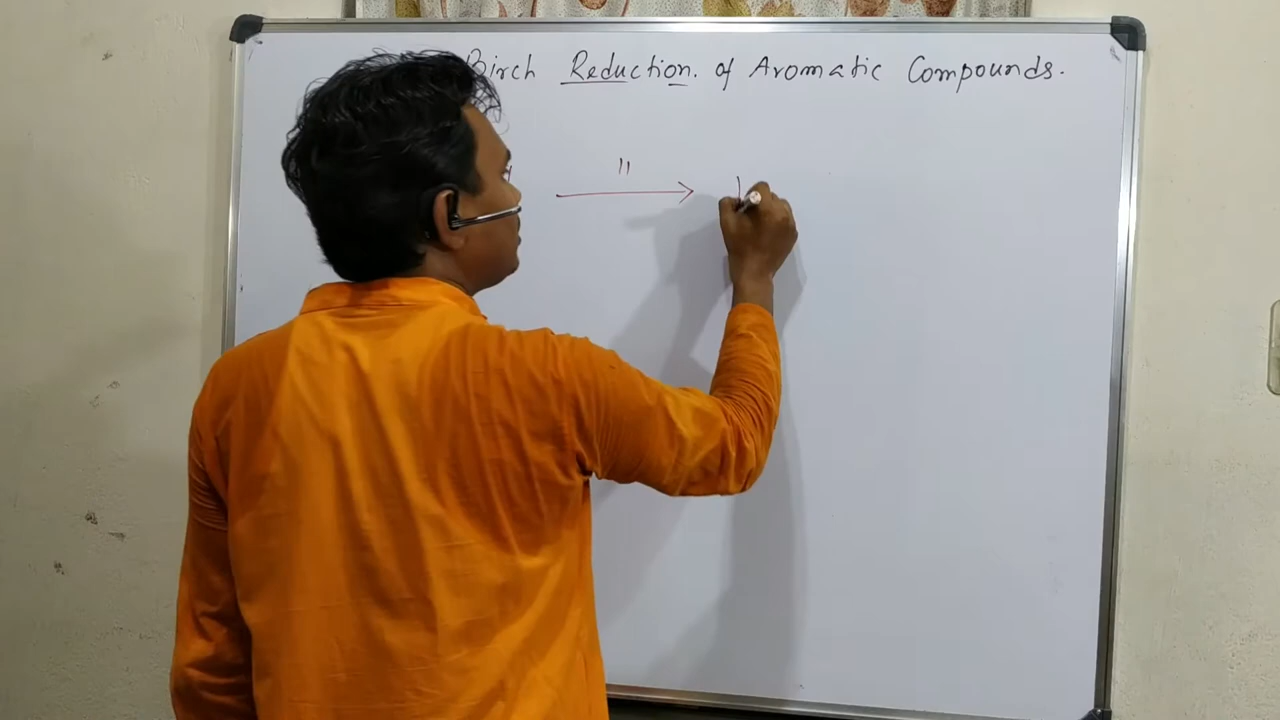 Birch Reduction. of Aromatic Compounds.
"